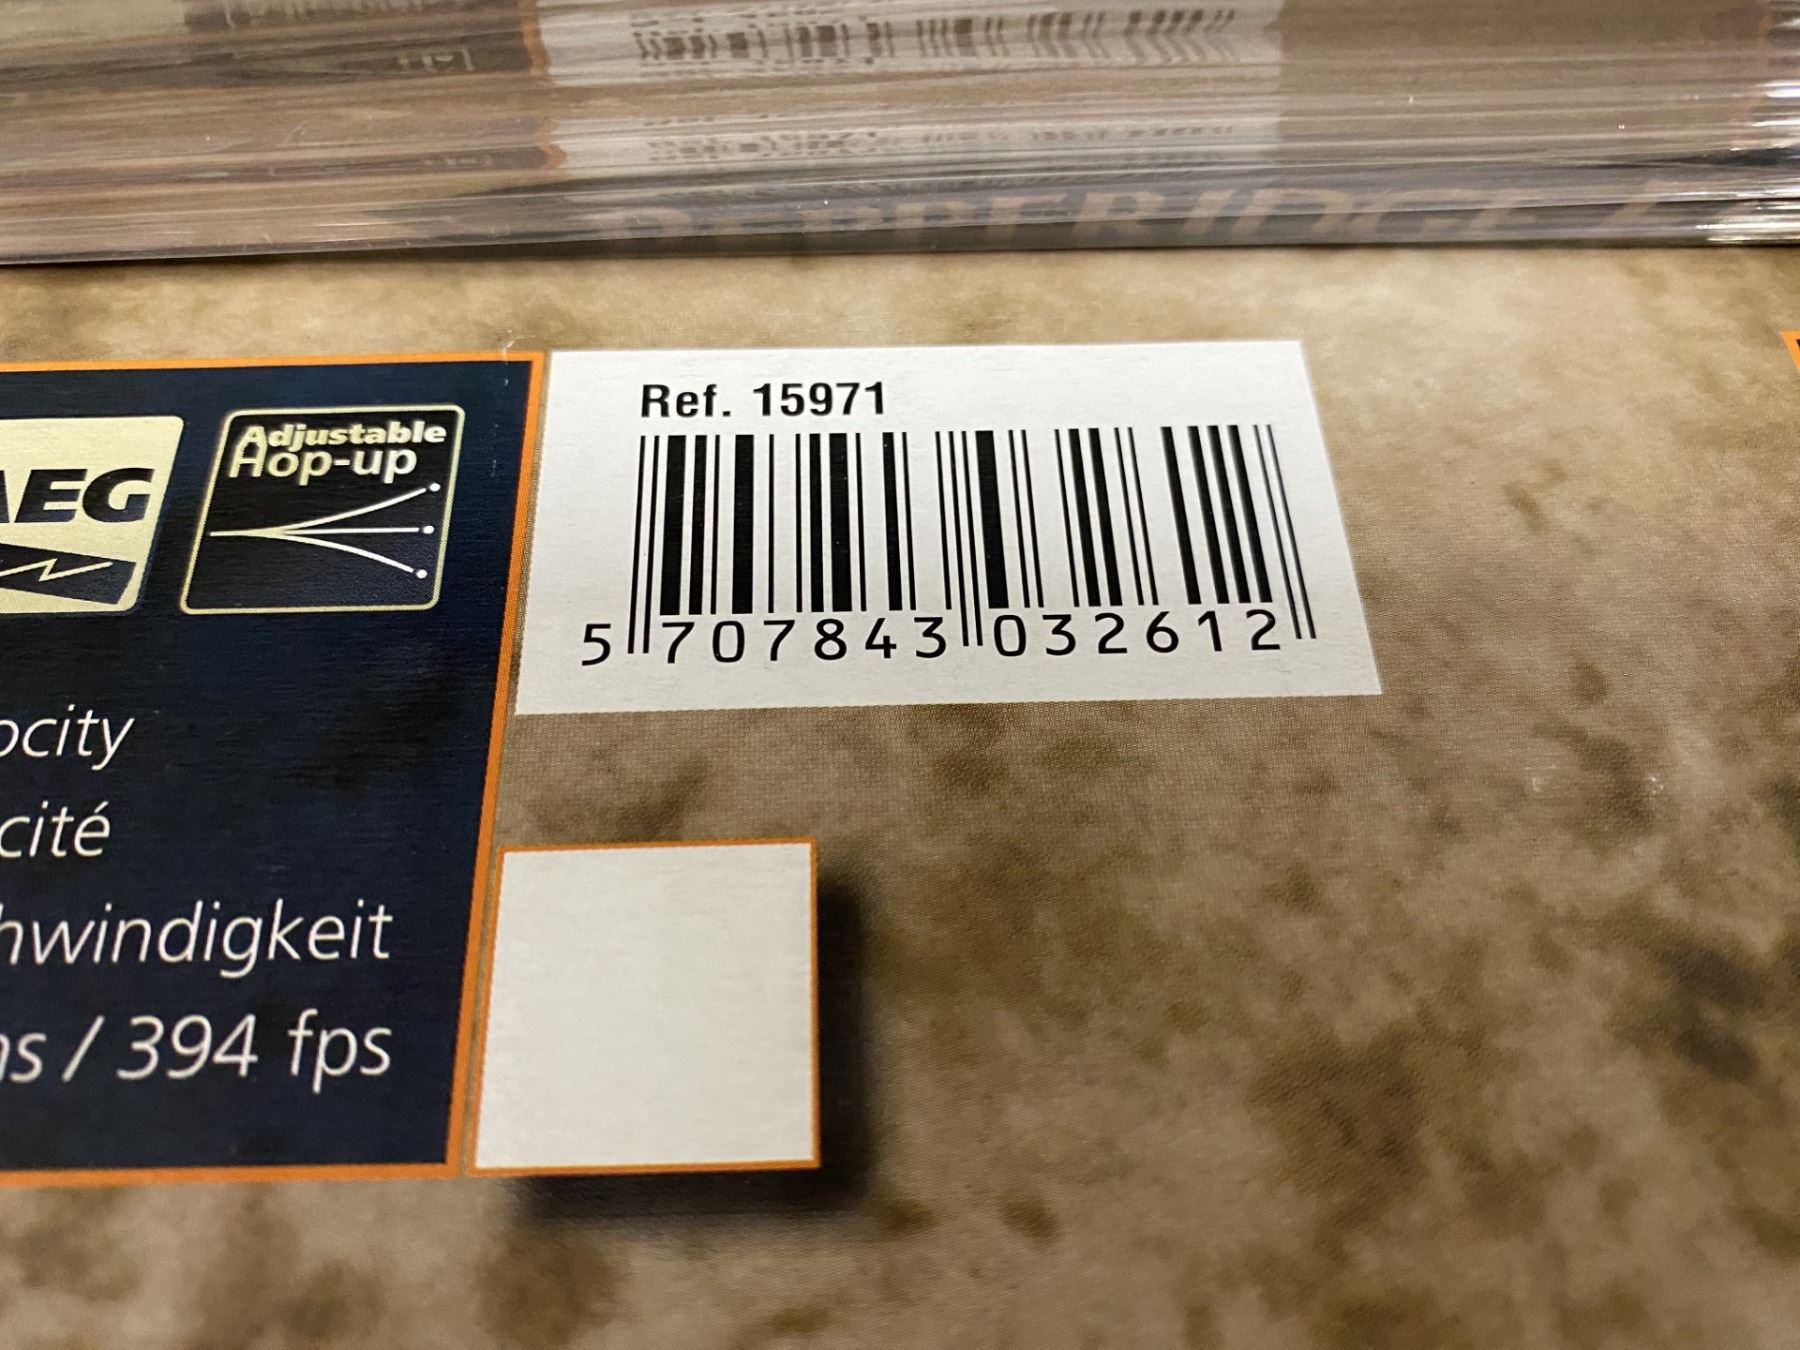 Ref. 15971
AEG
Adjustable
Hop-up
5 707843 032612
ocity
cité
hwindigkeit
ns / 394 fps